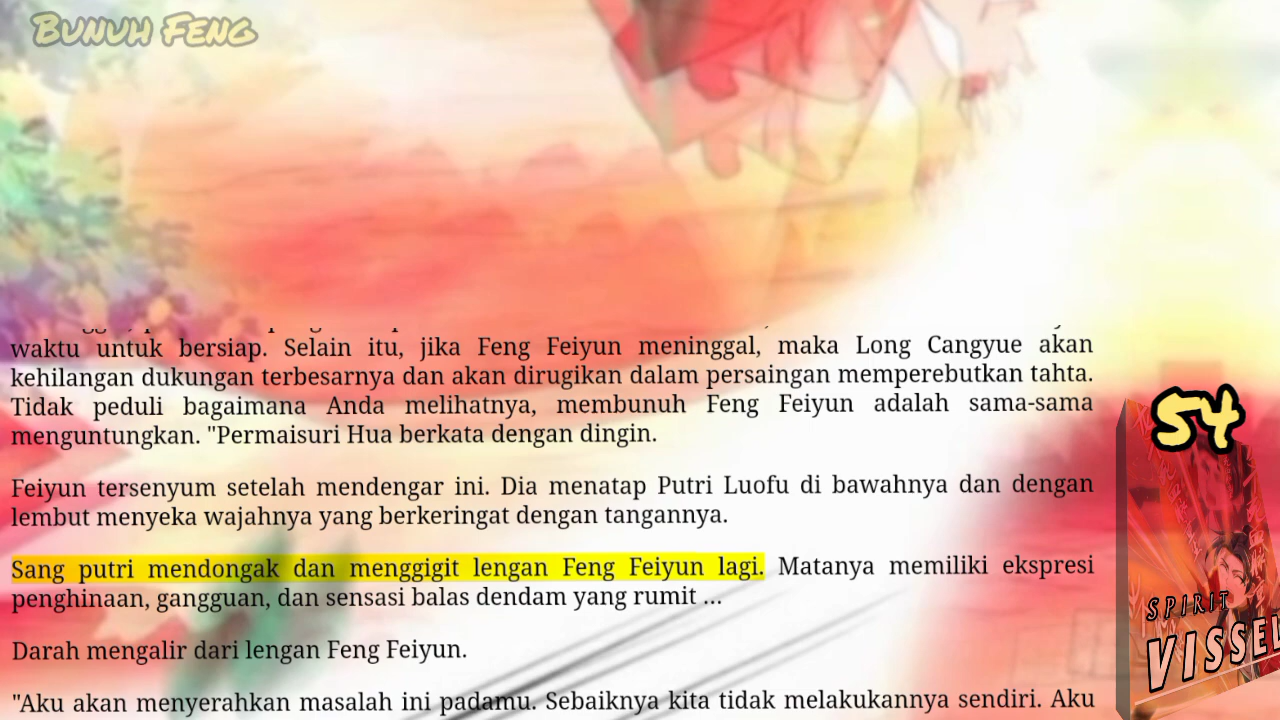 Bunuh Feng
waktu untuk bersiap. Selain itu, jika Feng Feiyun meninggal, maka Long Cangyue akan
kehilangan dukungan terbesarnya dan akan dirugikan dalam persaingan memperebutkan tahta.
Tidak peduli bagaimana Anda melihatnya, membunuh Feng Feiyun adalah sama-sama
menguntungkan. "Permaisuri Hua berkata dengan dingin.
Feiyun tersenyum setelah mendengar ini. Dia menatap Putri Luofu di bawahnya dan dengan
lembut menyeka wajahnya yang berkeringat dengan tangannya.
Sang putri mendongak dan menggigit lengan Feng Feiyun lagi. Matanya memiliki ekspresi
penghinaan, gangguan, dan sensasi balas dendam yang rumit ...
Darah mengalir dari lengan Feng Feiyun.
"Aku akan menyerahkan masalah ini padamu. Sebaiknya kita tidak melakukannya sendiri. Aku
54
SPIRIT
VISSEL